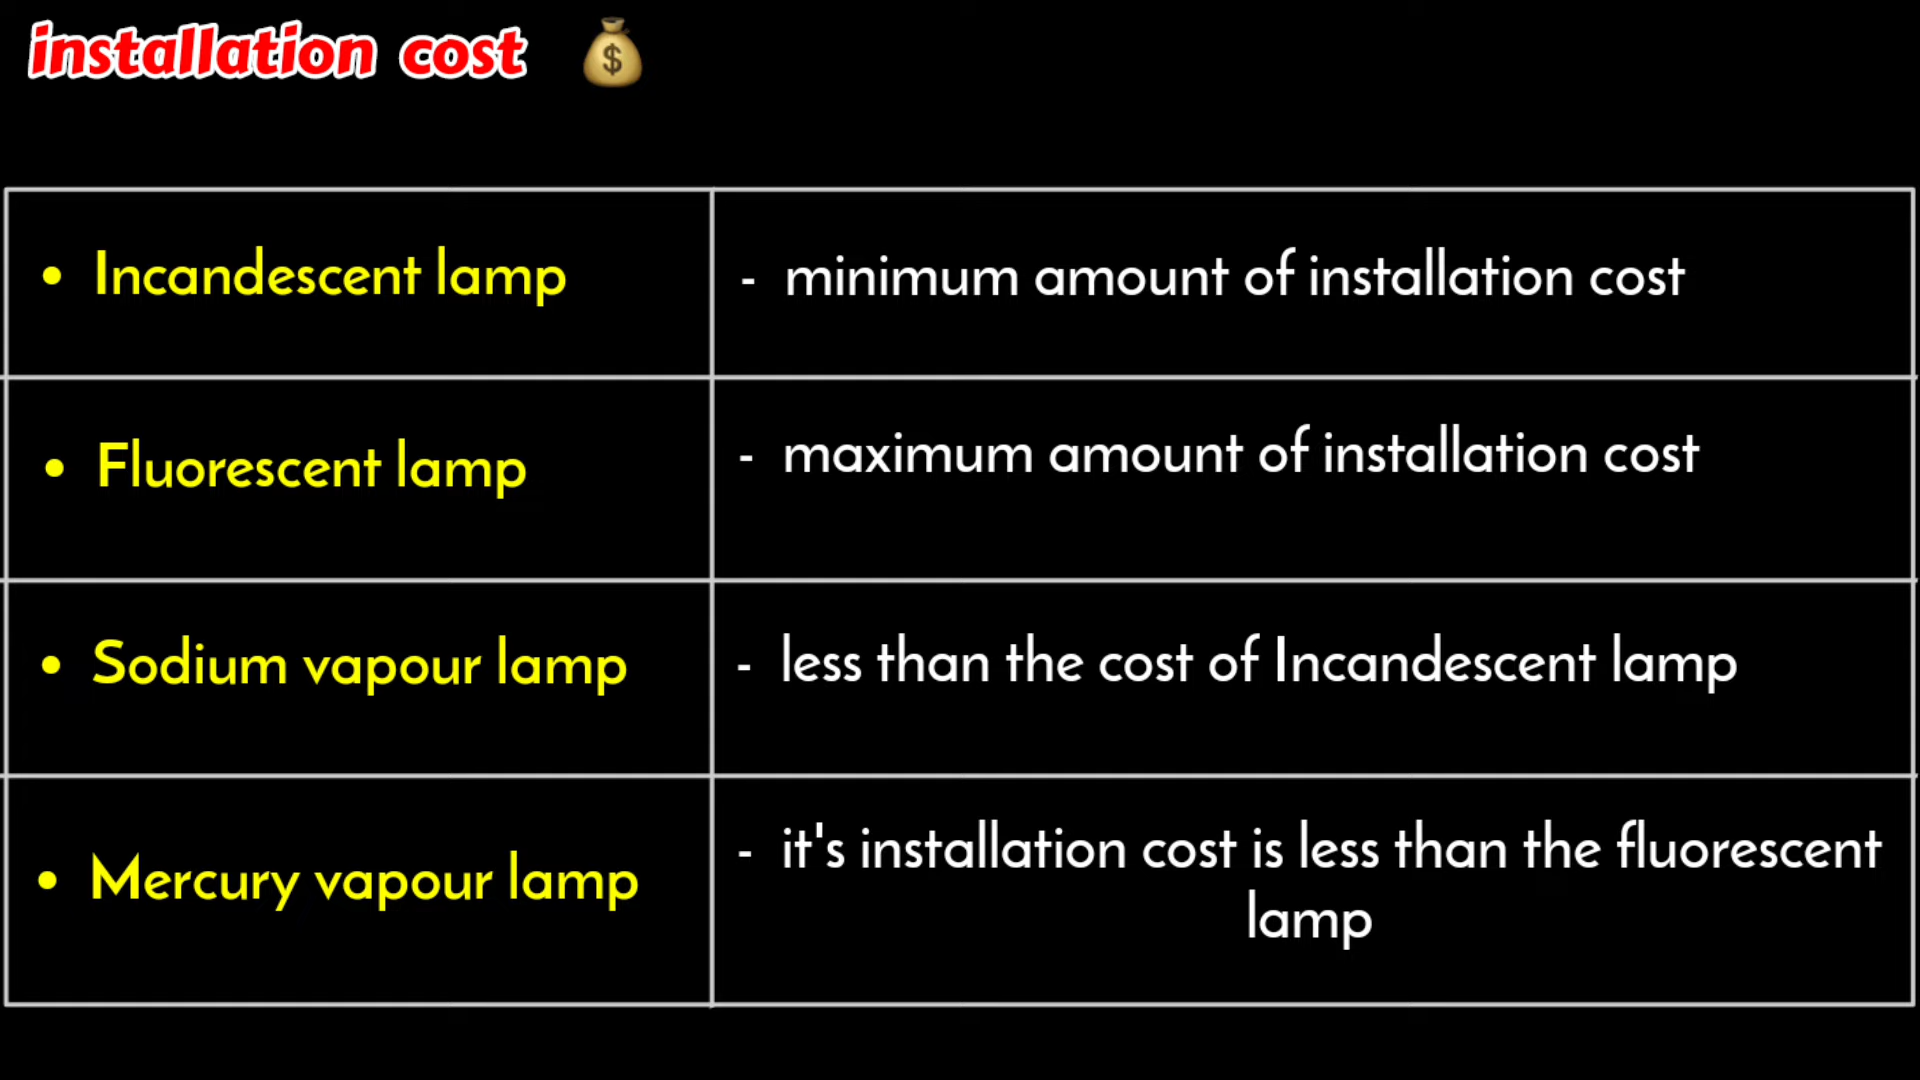 installation cost
• Incandescent lamp
- minimum amount of installation cost
• Fluorescent lamp
- maximum amount of installation cost
• Sodium vapour lamp
- less than the cost of Incandescent lamp
• Mercury vapour lamp
- it's installation cost is less than the fluorescent
lamp